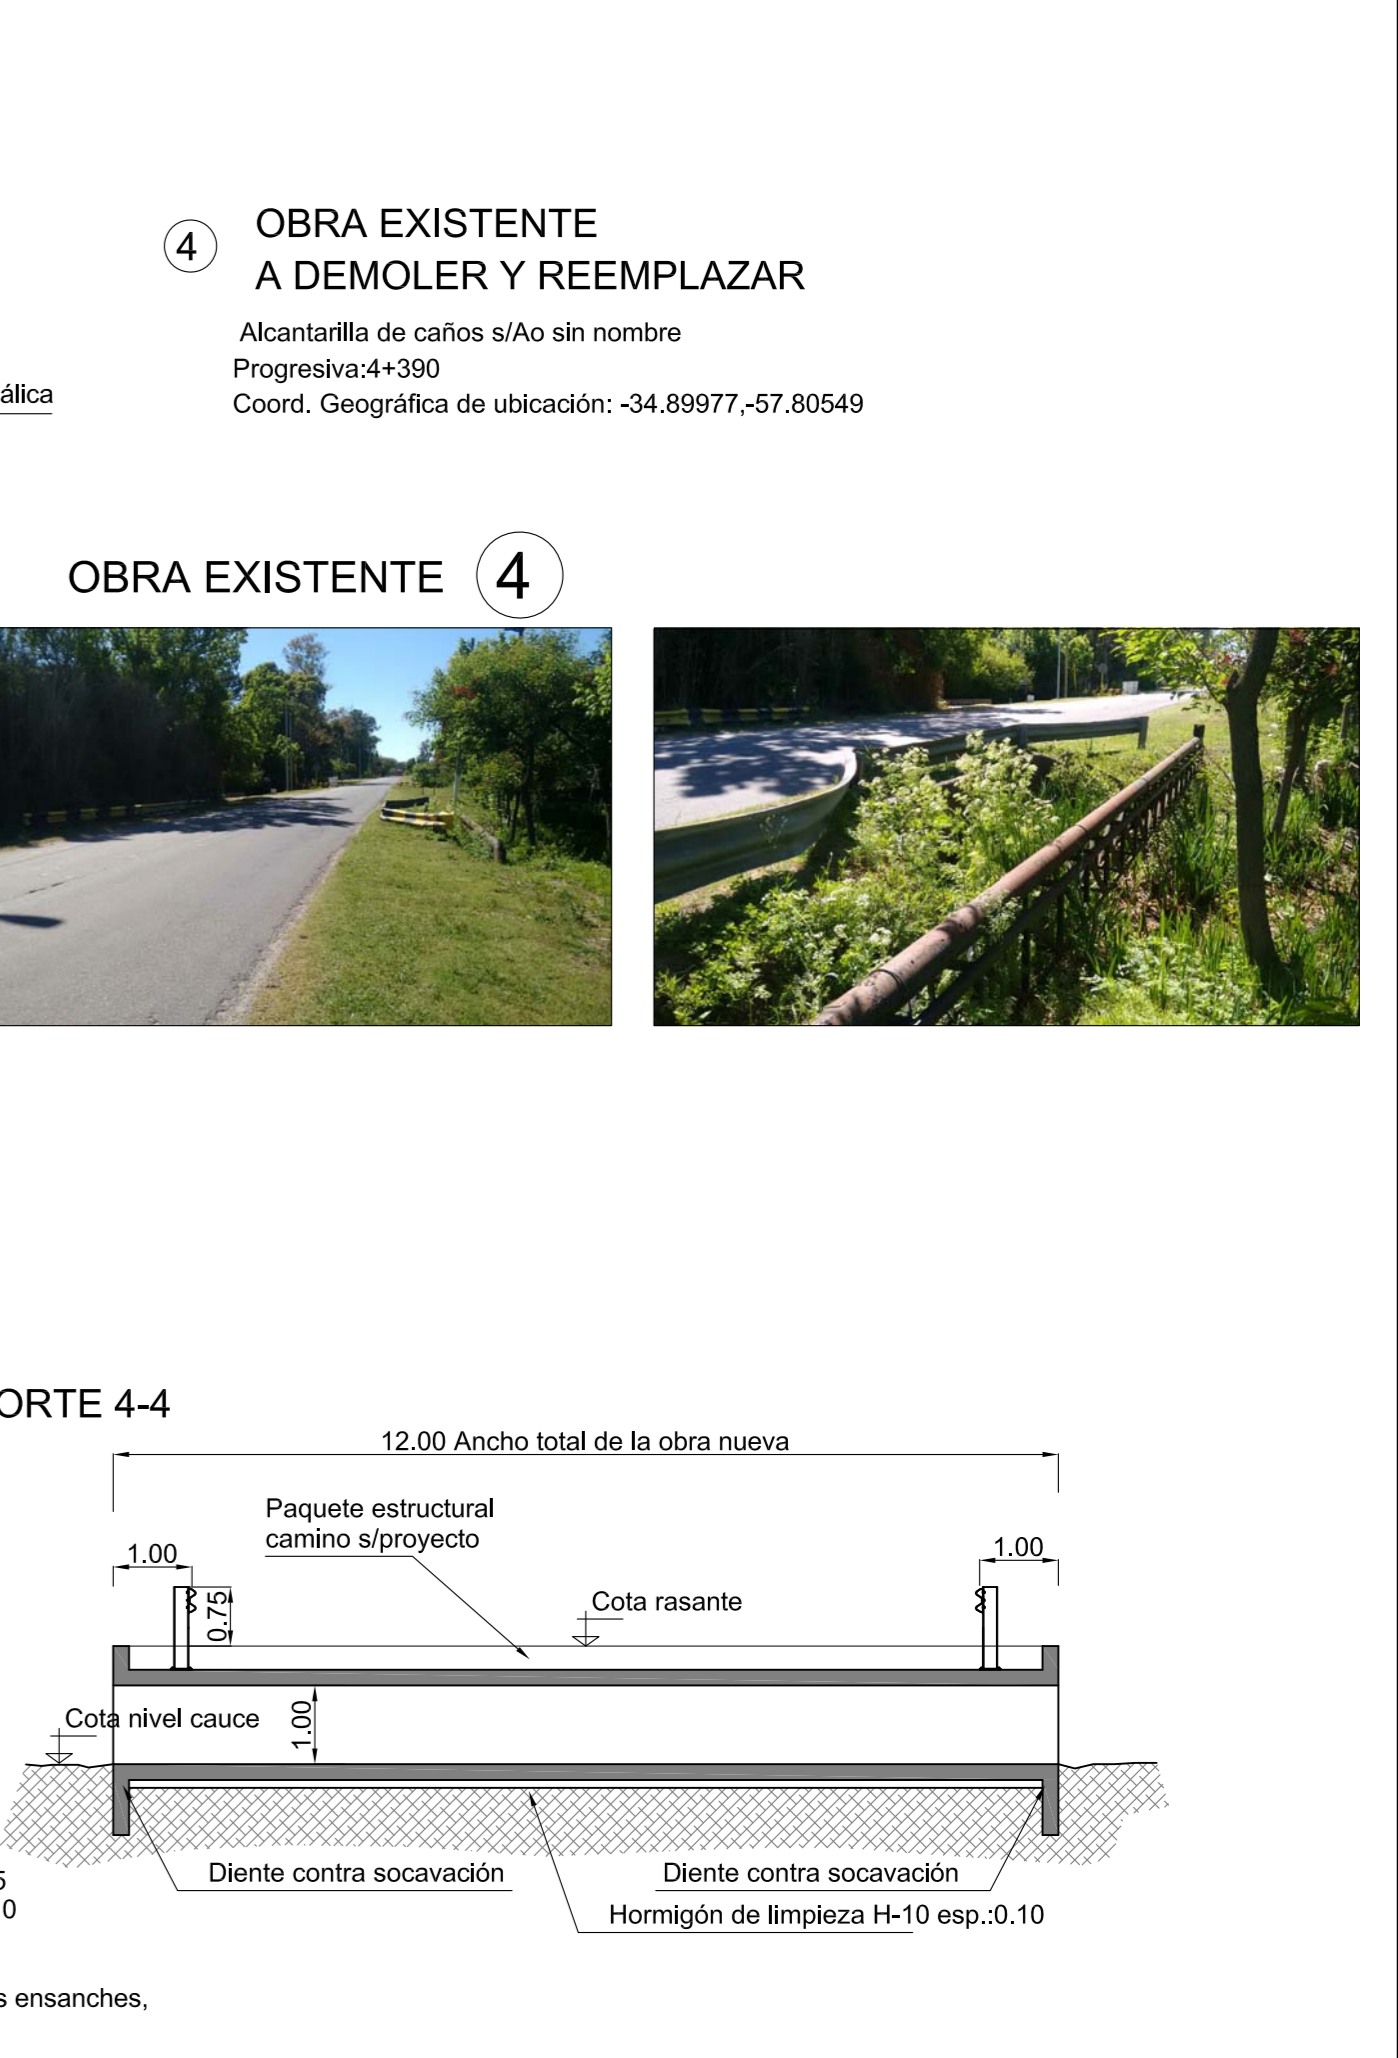 4
OBRA EXISTENTE
A DEMOLER Y REEMPLAZAR
Alcantarilla de caños s/Ao sin nombre
Progresiva:4+390
álica
Coord. Geográfica de ubicación: -34.89977,-57.80549
OBRA EXISTENTE 4
ORTE 4-4
12.00 Ancho total de la obra nueva
Paquete estructural
camino s/proyecto
1.00
1.00
0.75
Cota rasante
Cota nivel cauce
1.00
Diente contra socavación
Diente contra socavación
5
0
Hormigón de limpieza H-10 esp.:0.10
s ensanches,